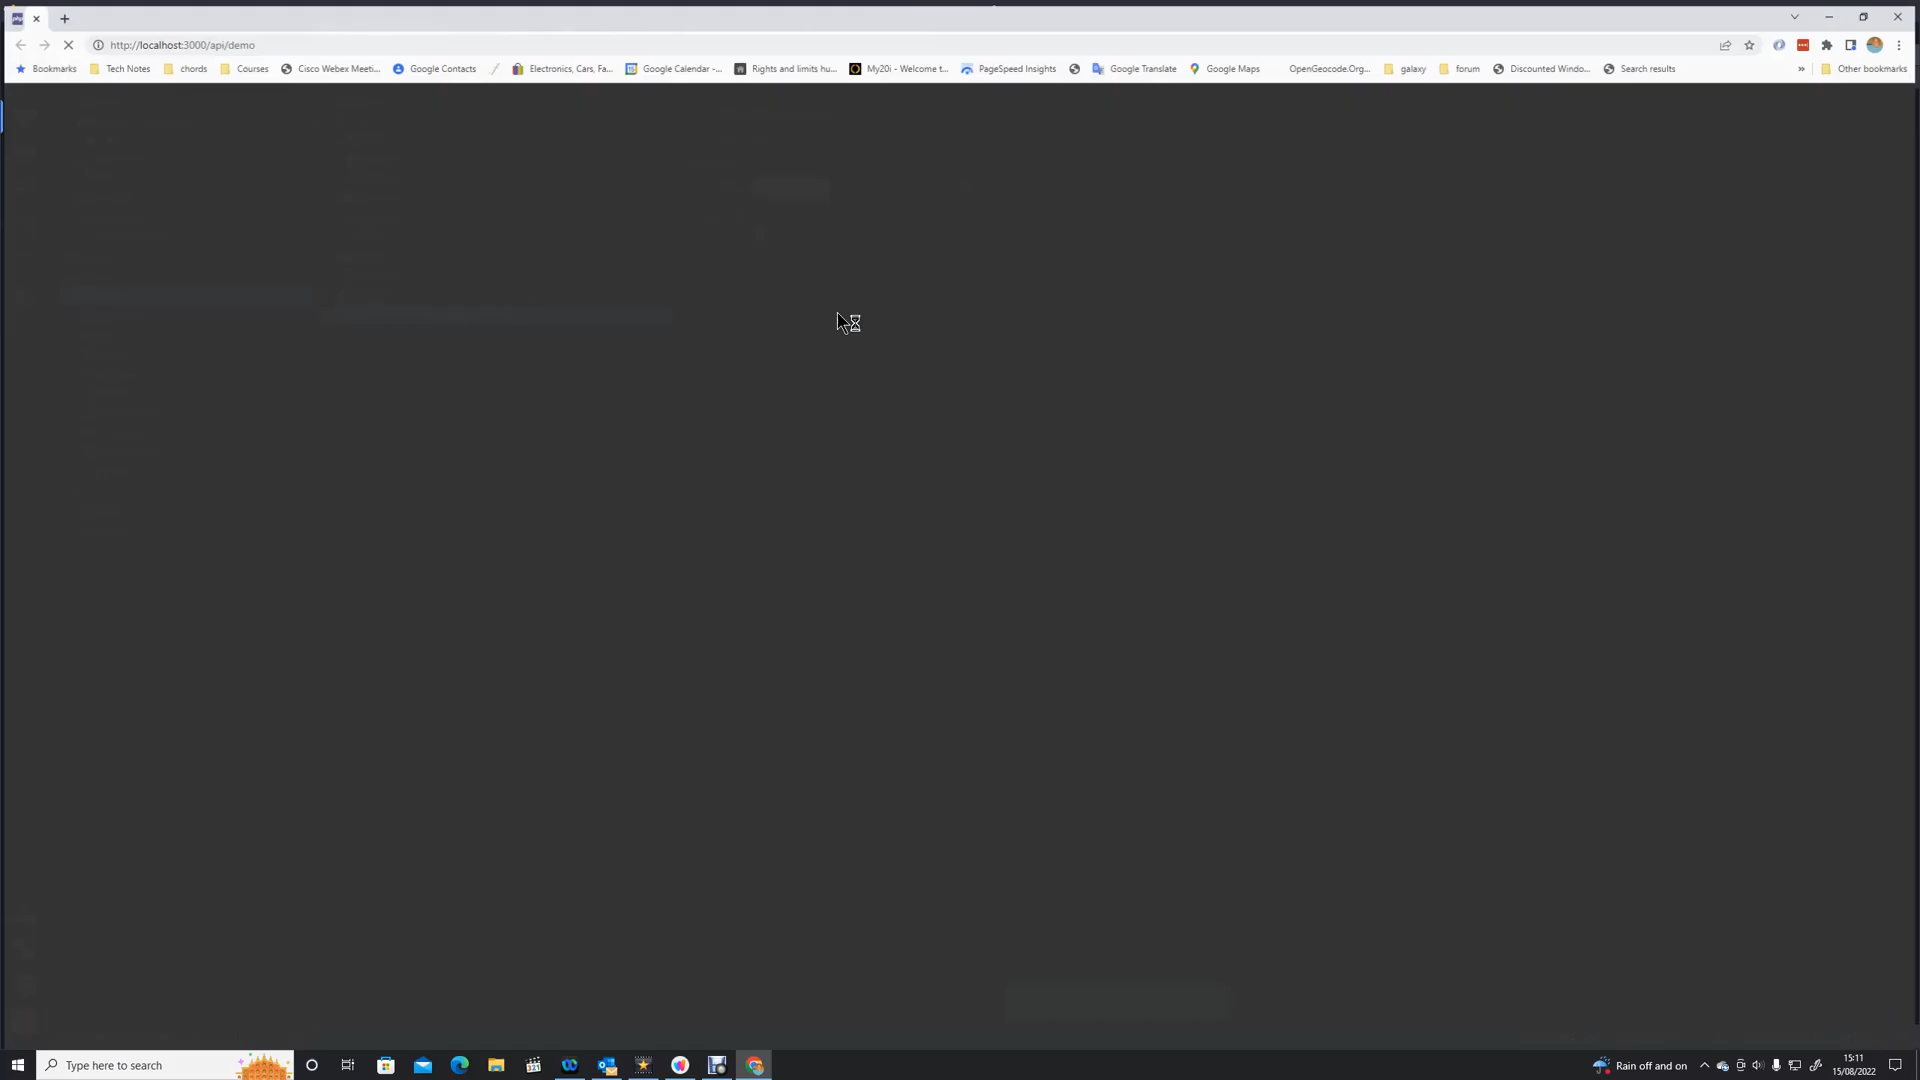 php
http://localhost:3000/api/demo
Bookmarks Tech Notes chords Courses Cisco Webex Meeti... Google Contacts Electronics, Cars, Fa... Google Calendar -... Rights and limits hu... My20i - Welcome t... PageSpeed Insights Google Translate Google Maps OpenGeocode.Org... galaxy forum Discounted Windo... Search results » Other bookmarks
Type here to search
Rain off and on
15:11
15/08/2022